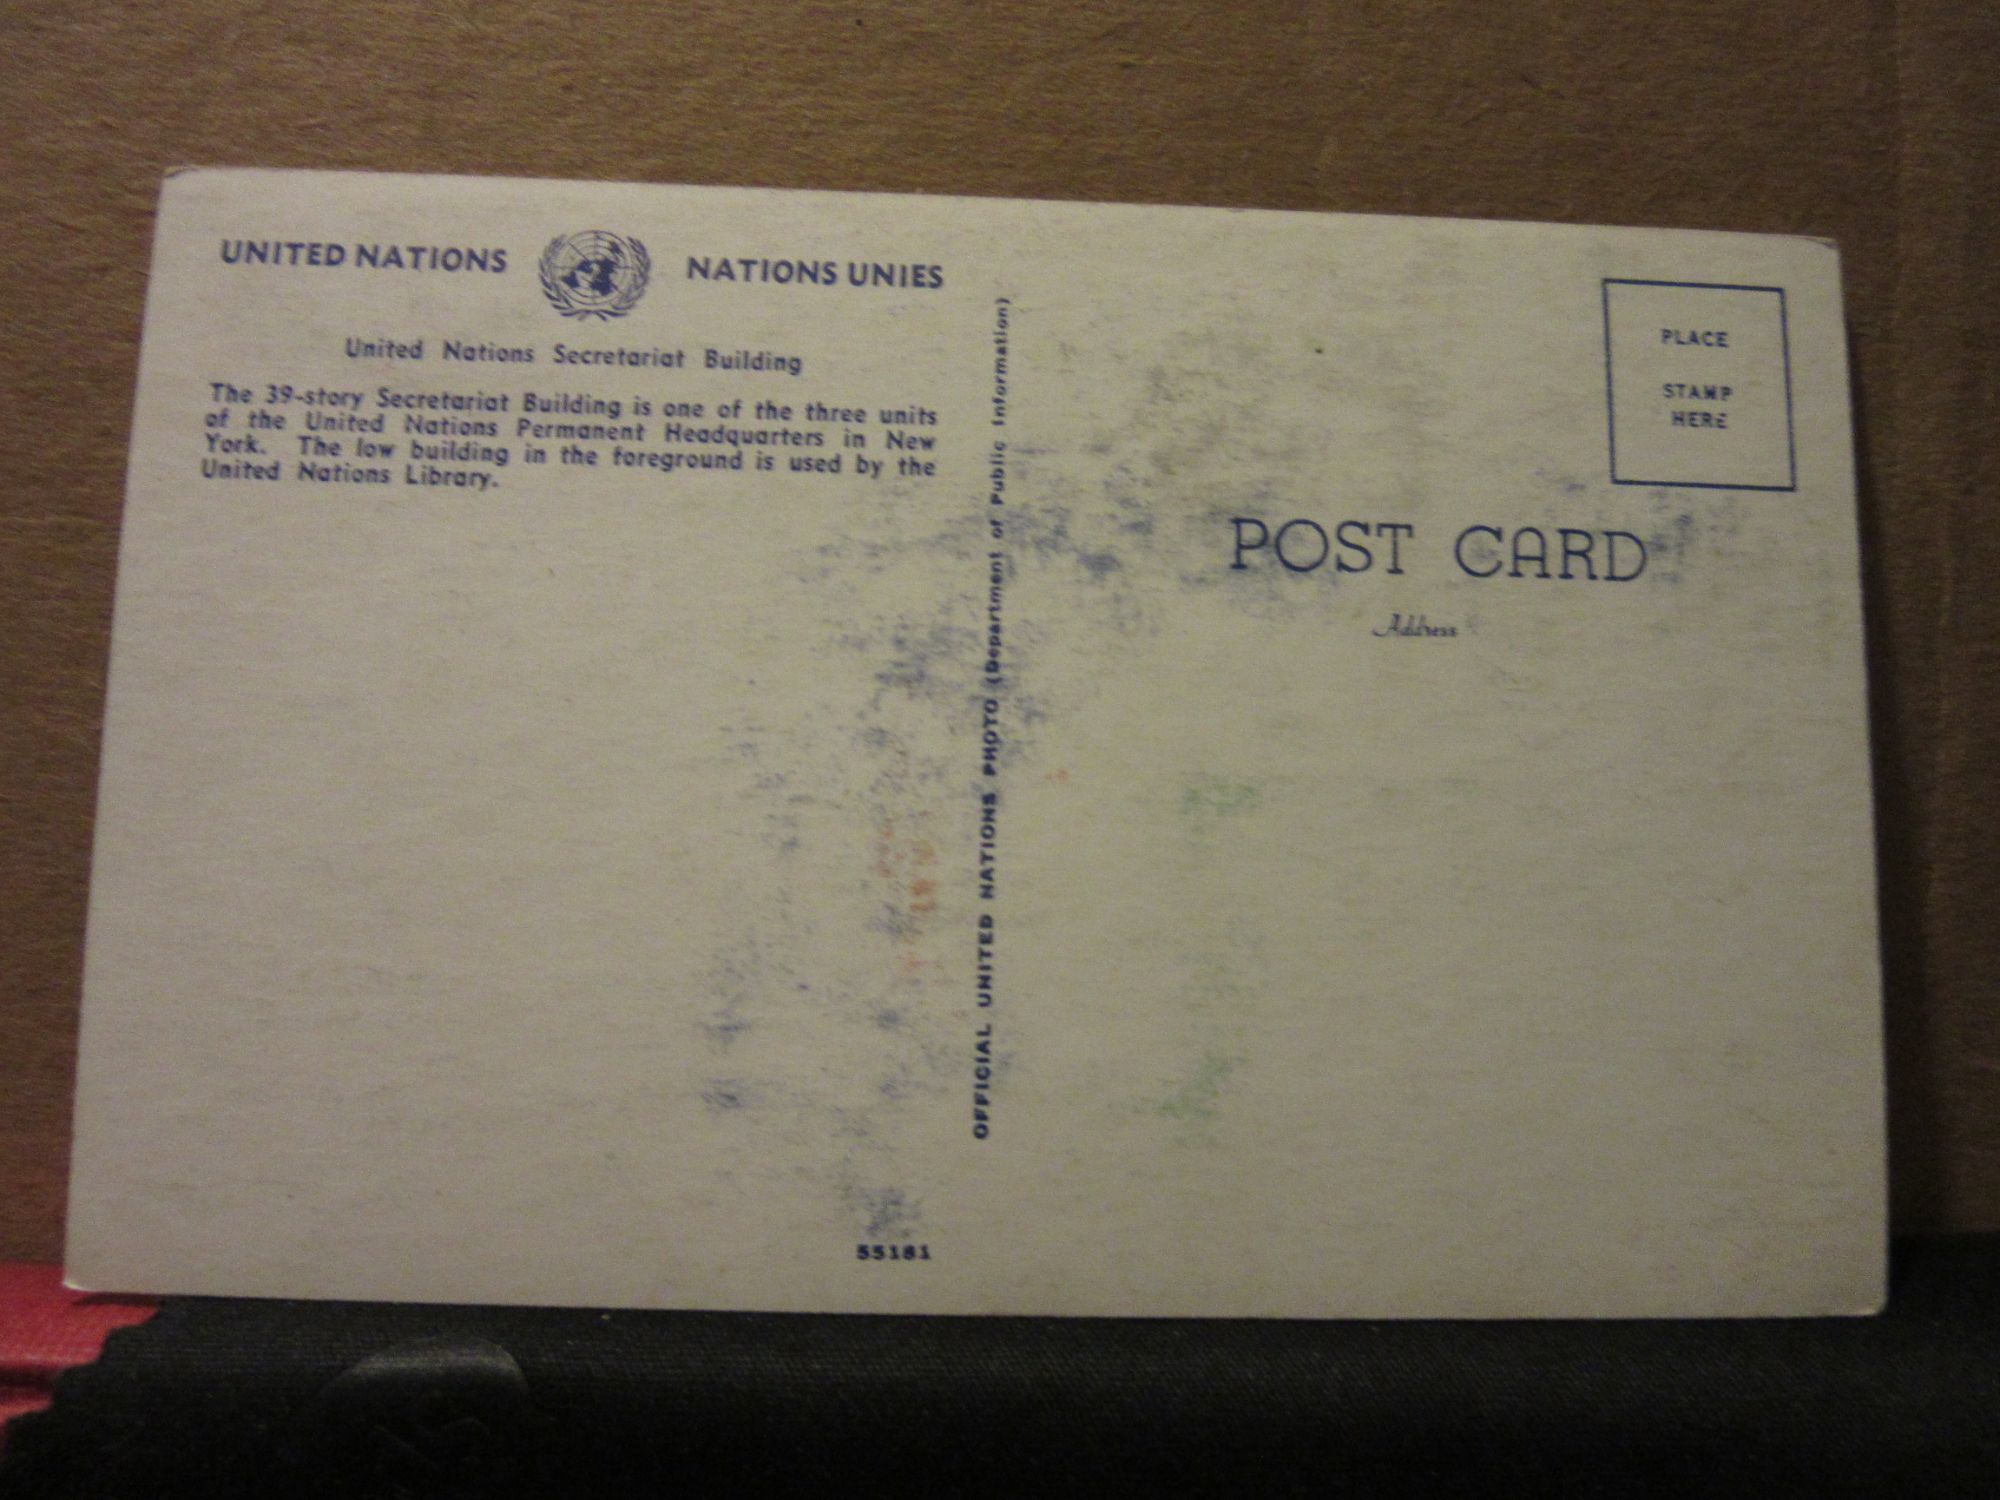 UNITED NATIONS NATIONS UNIES
United Nations Secretariat Building
The 39-story Secretariat Building is one of the three units
of the United Nations Permanent Headquarters in New
York. The low building in the foreground is used by the
United Nations Library.
OFFICIAL UNITED NATIONS PHOTO (Department of Public Information)
55181
PLACE
STAMP
HERE
POST CARD
Address